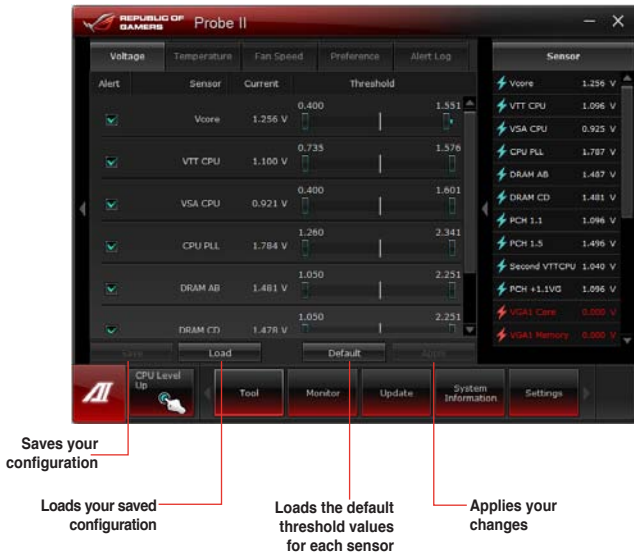 REPUBLIC OF GAMERS Probe II
Voltage Temperature Fan Speed Preference Alert Log
Alert Sensor Current Threshold
0.400 1.551
Vcore 1.256 V
0.735 1.576
VTT CPU 1.100 V
0.400 1.601
VSA CPU 0.921 V
1.260 2.341
CPU PLL 1.784 V
1.050 2.251
DRAM AB 1.481 V
1.050 2.251
DRAM CD 1.478 V
Save Load Default Apply
Sensor
Vcore 1.256 V
VTT CPU 1.096 V
VSA CPU 0.925 V
CPU PLL 1.787 V
DRAM AB 1.487 V
DRAM CD 1.481 V
PCH 1.1 1.096 V
PCH 1.5 1.496 V
Second VTTCPU 1.040 V
PCH +1.1VG 1.096 V
VGA1 Core 0.000 V
VGA1 Memory 0.000 V
AI
CPU Level Up
Tool Monitor Update System Information Settings
Saves your
configuration
Loads your saved
configuration
Loads the default
threshold values
for each sensor
Applies your
changes